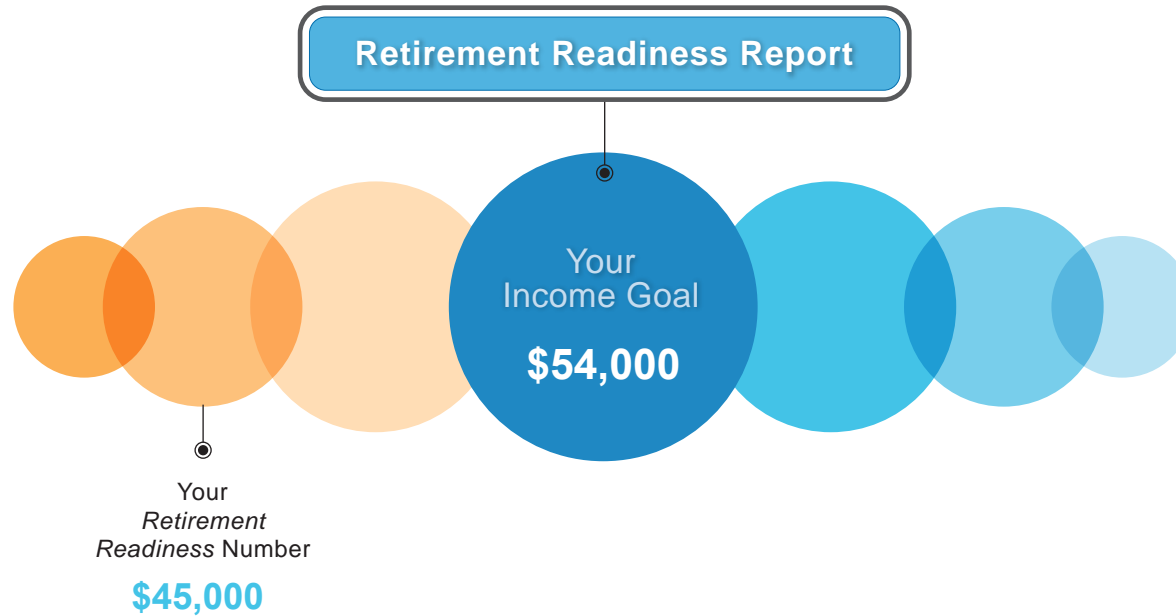 Retirement Readiness Report
Your
Income Goal
$54,000
Your
Retirement
Readiness Number
$45,000